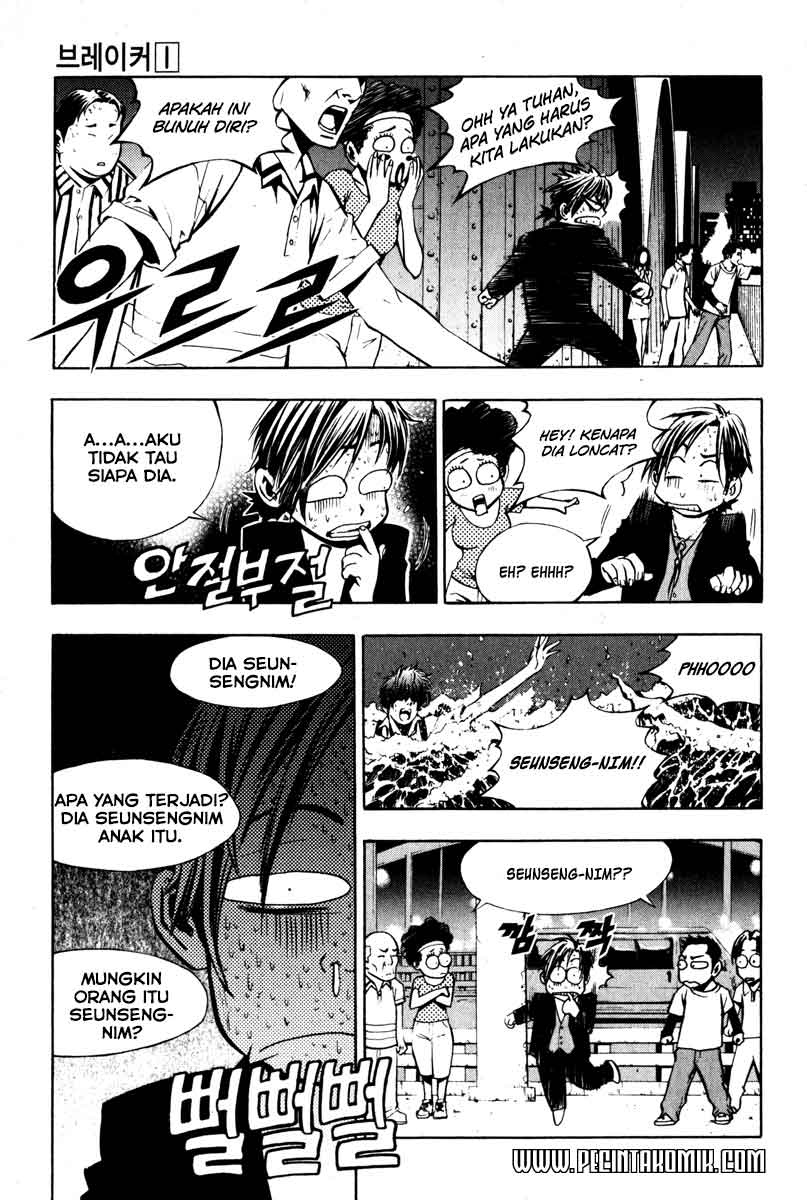 브레이커 1
APAKAH INI
BUNUH DIRI?
OHH YA TUHAN,
APA YANG HARUS
KITA LAKUKAN?
우르르
A...A...AKU
TIDAK TAU
SIAPA DIA.
안절부절
HEY! KENAPA
DIA LONCAT?
EH? EHHH?
DIA SEUN-
SENGNIM!
APA YANG TERJADI?
DIA SEUNSENGNIM
ANAK ITU.
MUNGKIN
ORANG ITU
SEUNSENG-
NIM?
뻘뻘뻘
PHHOOOO
SEUNSENG-NIM!!
SEUNSENG-NIM??
깜짝
WWW.PECINTAKOMIK.COM